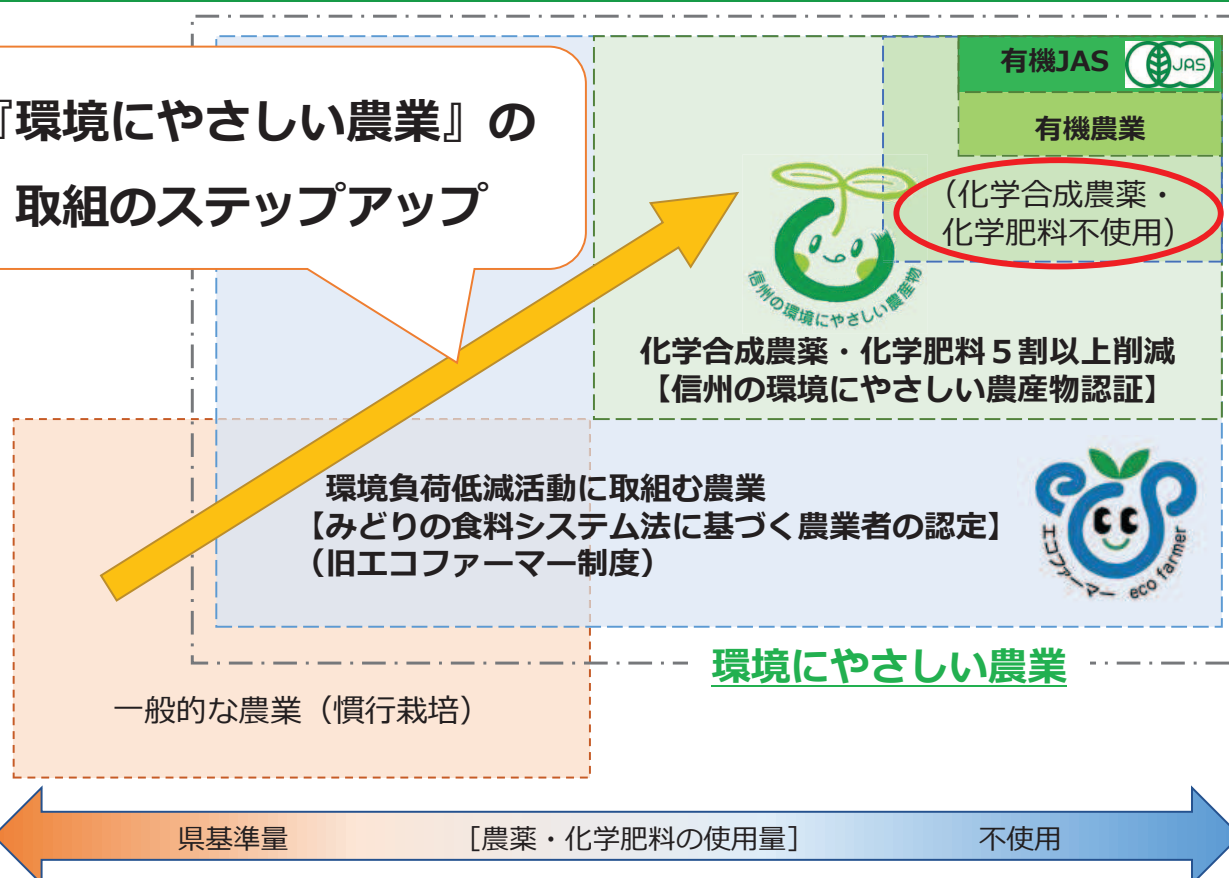 『環境にやさしい農業』の
取組のステップアップ
有機JAS
JAS
有機農業
（化学合成農薬・
化学肥料不使用）
信州の環境にやさしい農産物
化学合成農薬・化学肥料５割以上削減
【信州の環境にやさしい農産物認証】
環境負荷低減活動に取組む農業
【みどりの食料システム法に基づく農業者の認定】
（旧エコファーマー制度）
エコファーマー eco farmer
環境にやさしい農業
一般的な農業（慣行栽培）
県基準量 ［農薬・化学肥料の使用量］ 不使用